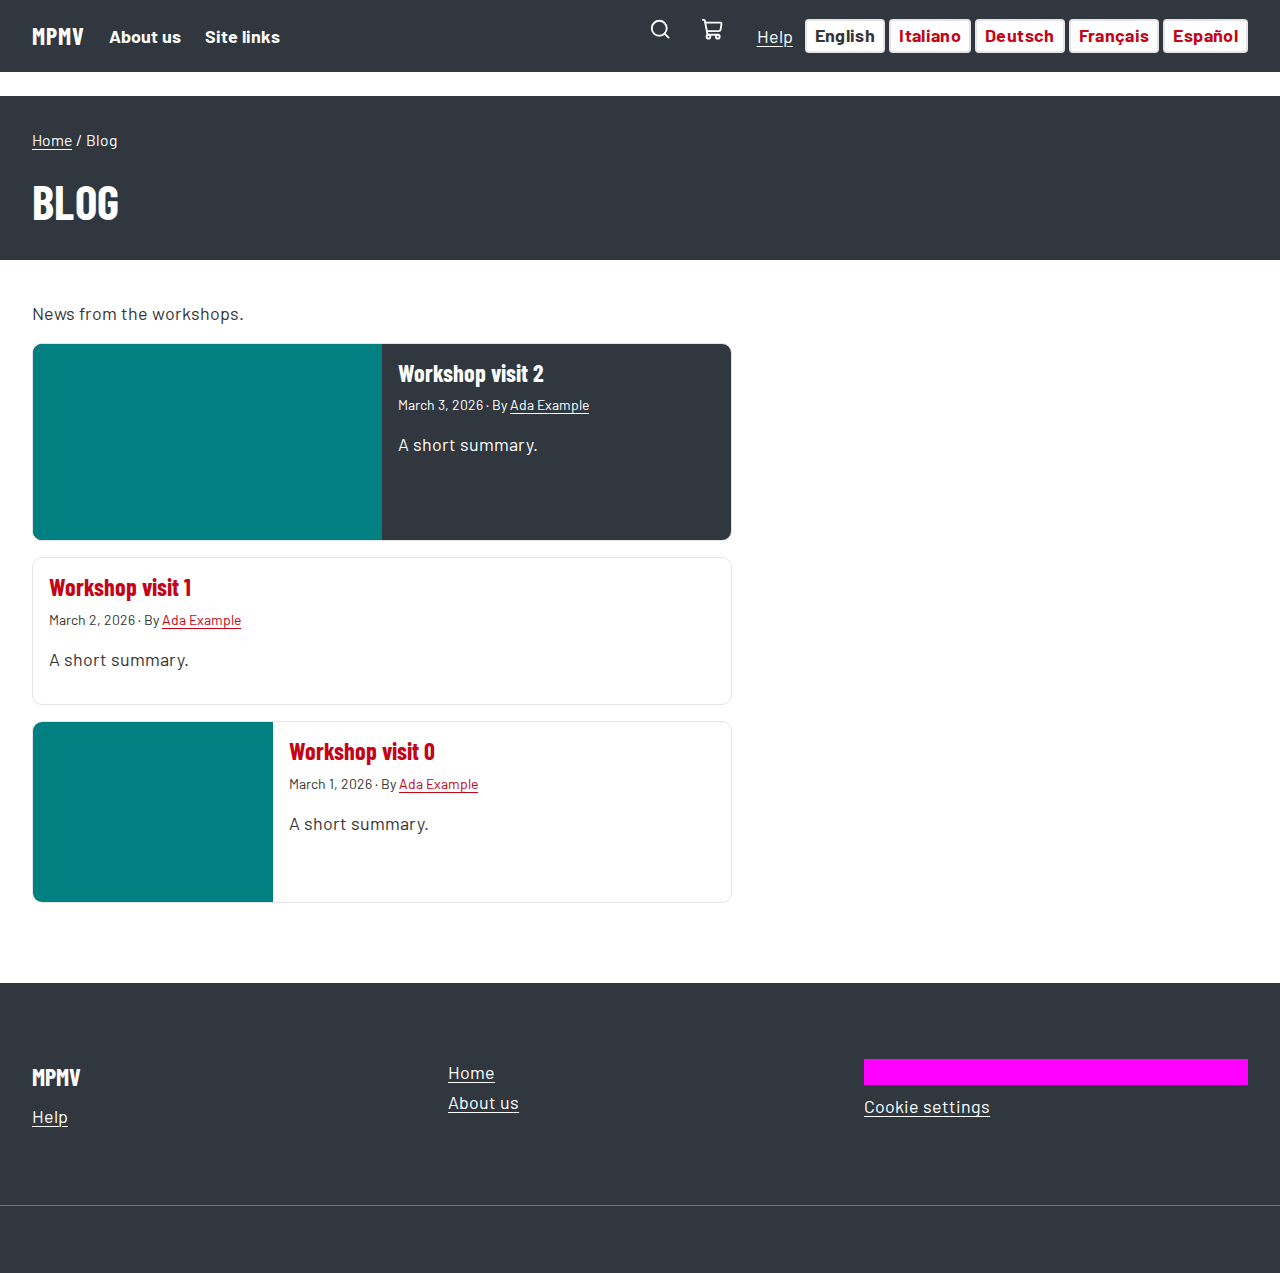 MPMV About us Site links Help English Italiano Deutsch Français Español
Home / Blog
BLOG
News from the workshops.
Workshop visit 2
March 3, 2026 · By Ada Example
A short summary.
Workshop visit 1
March 2, 2026 · By Ada Example
A short summary.
Workshop visit 0
March 1, 2026 · By Ada Example
A short summary.
MPMV
Help
Home
About us
Cookie settings